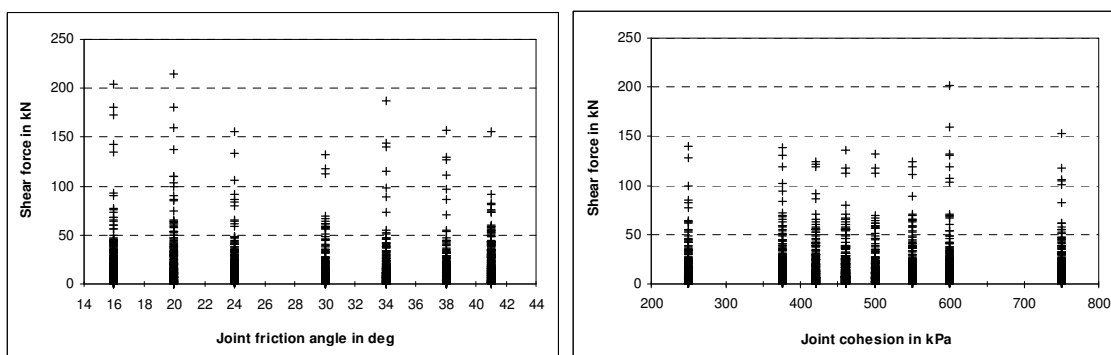 250
200
150
100
50
0
Shear force in kN
14 16 18 20 22 24 26 28 30 32 34 36 38 40 42 44
Joint friction angle in deg
250
200
150
100
50
0
Shear force in kN
200 300 400 500 600 700 800
Joint cohesion in kPa